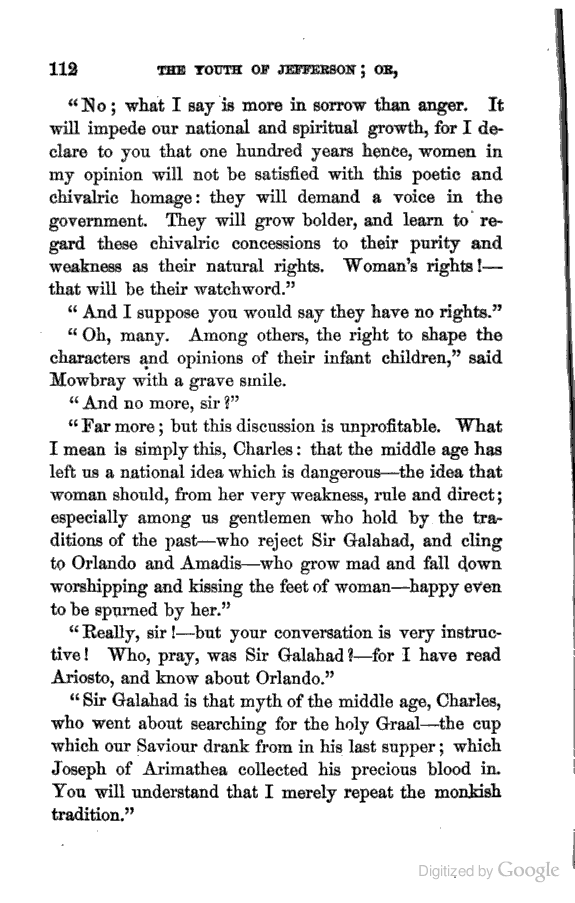 112 THE YOUTH OF JEFFERSON; OR,
"No; what I say is more in sorrow than anger. It
will impede our national and spiritual growth, for I de-
clare to you that one hundred years hence, women in
my opinion will not be satisfied with this poetic and
chivalric homage: they will demand a voice in the
government. They will grow bolder, and learn to re-
gard these chivalric concessions to their purity and
weakness as their natural rights. Woman's rights!—
that will be their watchword."
"And I suppose you would say they have no rights."
"Oh, many. Among others, the right to shape the
characters and opinions of their infant children," said
Mowbray with a grave smile.
"And no more, sir?"
"Far more; but this discussion is unprofitable. What
I mean is simply this, Charles: that the middle age has
left us a national idea which is dangerous—the idea that
woman should, from her very weakness, rule and direct;
especially among us gentlemen who hold by the tra-
ditions of the past—who reject Sir Galahad, and cling
to Orlando and Amadis—who grow mad and fall down
worshipping and kissing the feet of woman—happy even
to be spurned by her."
"Really, sir!—but your conversation is very instruc-
tive! Who, pray, was Sir Galahad?—for I have read
Ariosto, and know about Orlando."
"Sir Galahad is that myth of the middle age, Charles,
who went about searching for the holy Graal—the cup
which our Saviour drank from in his last supper; which
Joseph of Arimathea collected his precious blood in.
You will understand that I merely repeat the monkish
tradition."
Digitized by Google